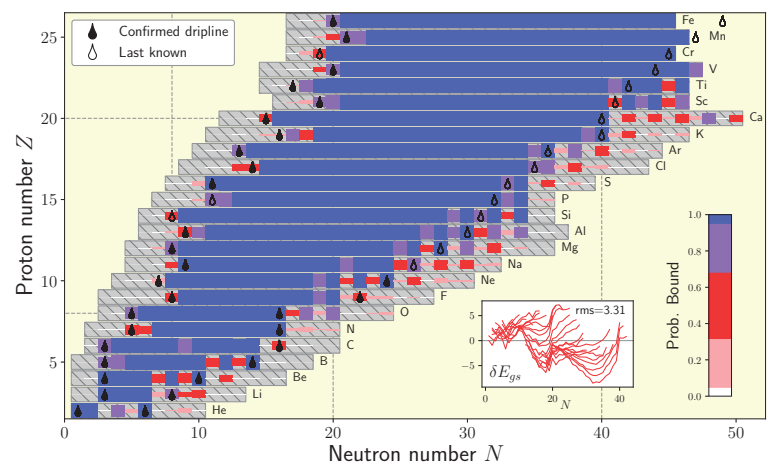 Confirmed dripline
Last known
Fe
Mn
Cr
V
Ti
Sc
Ca
K
Ar
Cl
S
P
Si
Al
Mg
Na
Ne
F
O
N
C
B
Be
Li
He
25
20
15
10
5
Proton number Z
0
10
20
30
40
50
Neutron number N
rms=3.31
5
0
−5
δE_gs
0
20
40
N
1.0
0.8
0.6
0.4
0.2
0.0
Prob. Bound